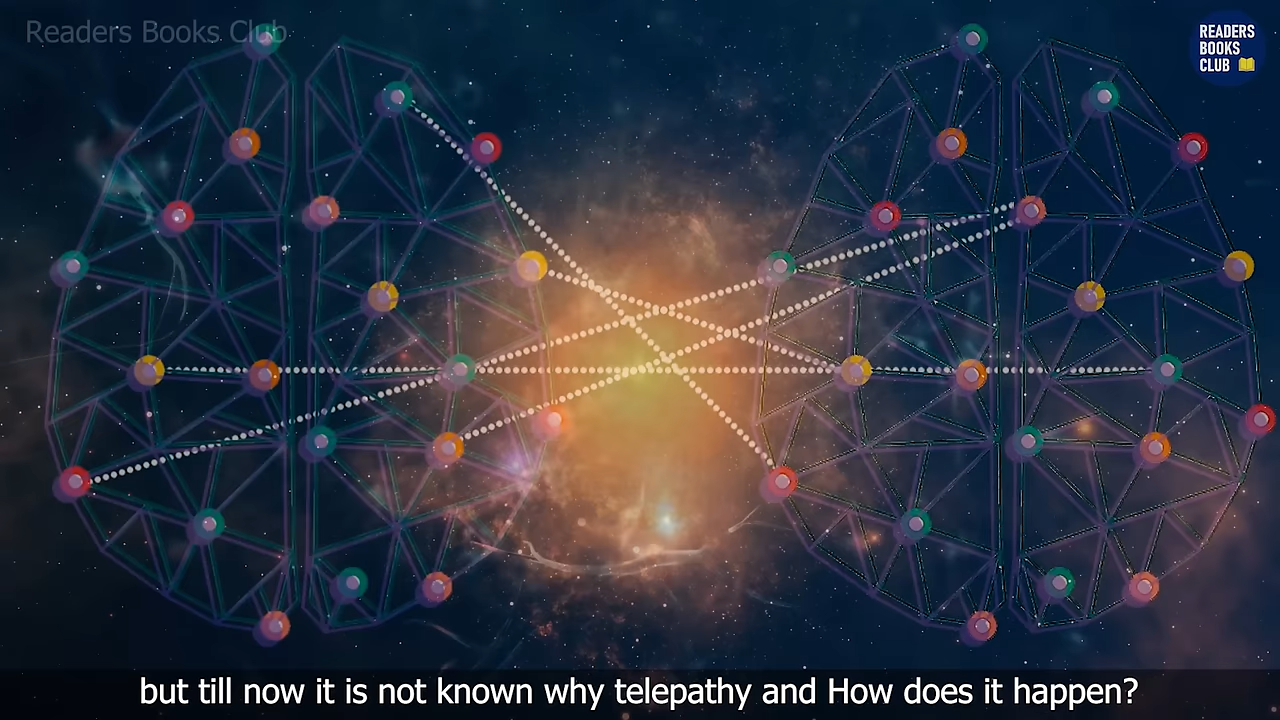 Readers Books Club
READERS
BOOKS
CLUB
but till now it is not known why telepathy and How does it happen?